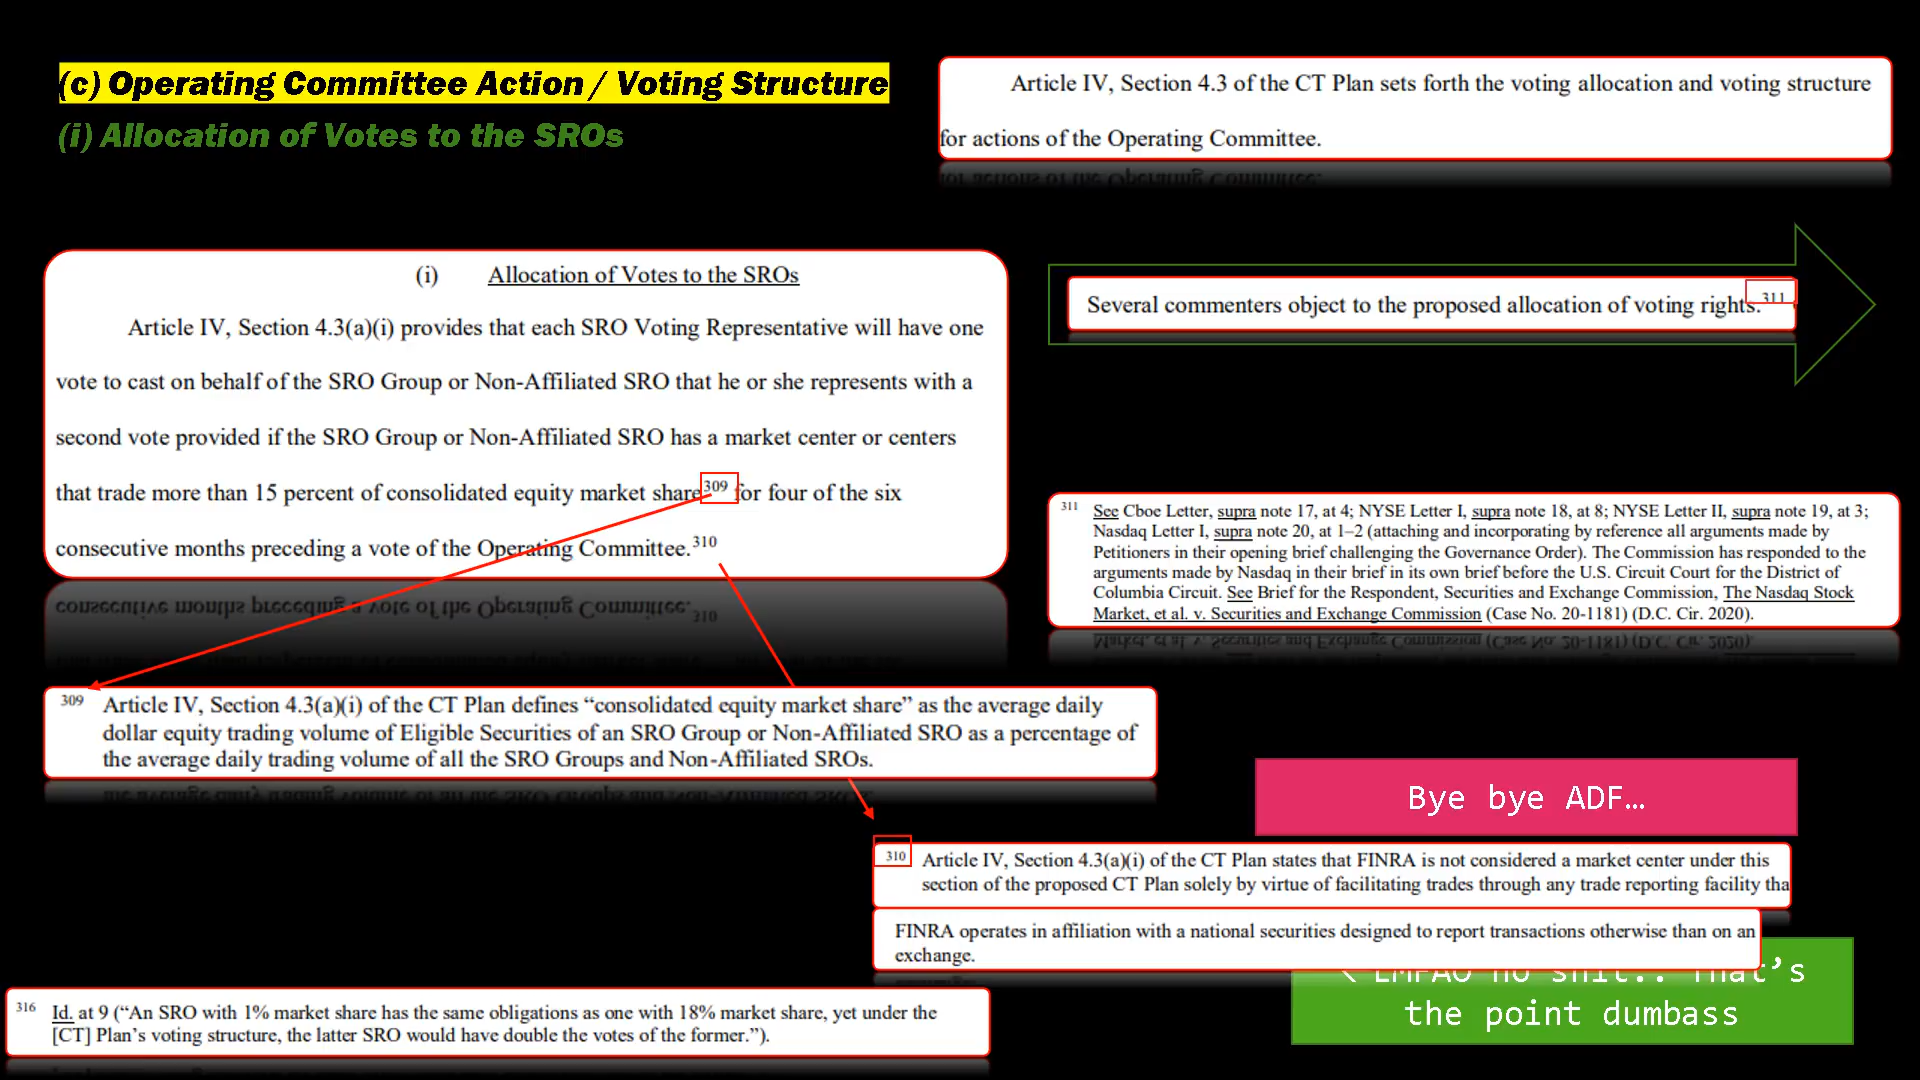 (c) Operating Committee Action / Voting Structure
(i) Allocation of Votes to the SROs
Article IV, Section 4.3 of the CT Plan sets forth the voting allocation and voting structure
for actions of the Operating Committee.
(i) Allocation of Votes to the SROs
Article IV, Section 4.3(a)(i) provides that each SRO Voting Representative will have one
vote to cast on behalf of the SRO Group or Non-Affiliated SRO that he or she represents with a
second vote provided if the SRO Group or Non-Affiliated SRO has a market center or centers
that trade more than 15 percent of consolidated equity market share309 for four of the six
consecutive months preceding a vote of the Operating Committee.310
Several commenters object to the proposed allocation of voting rights.311
311 See Cboe Letter, supra note 17, at 4; NYSE Letter I, supra note 18, at 8; NYSE Letter II, supra note 19, at 3;
Nasdaq Letter I, supra note 20, at 1–2 (attaching and incorporating by reference all arguments made by
Petitioners in their opening brief challenging the Governance Order). The Commission has responded to the
arguments made by Nasdaq in their brief in its own brief before the U.S. Circuit Court for the District of
Columbia Circuit. See Brief for the Respondent, Securities and Exchange Commission, The Nasdaq Stock
Market, et al. v. Securities and Exchange Commission (Case No. 20-1181) (D.C. Cir. 2020).
309 Article IV, Section 4.3(a)(i) of the CT Plan defines “consolidated equity market share” as the average daily
dollar equity trading volume of Eligible Securities of an SRO Group or Non-Affiliated SRO as a percentage of
the average daily trading volume of all the SRO Groups and Non-Affiliated SROs.
Bye bye ADF…
310 Article IV, Section 4.3(a)(i) of the CT Plan states that FINRA is not considered a market center under this
section of the proposed CT Plan solely by virtue of facilitating trades through any trade reporting facility tha
FINRA operates in affiliation with a national securities designed to report transactions otherwise than on an
exchange.
LMFAO no shit.. That’s
the point dumbass
316 Id. at 9 (“An SRO with 1% market share has the same obligations as one with 18% market share, yet under the
[CT] Plan’s voting structure, the latter SRO would have double the votes of the former.”).